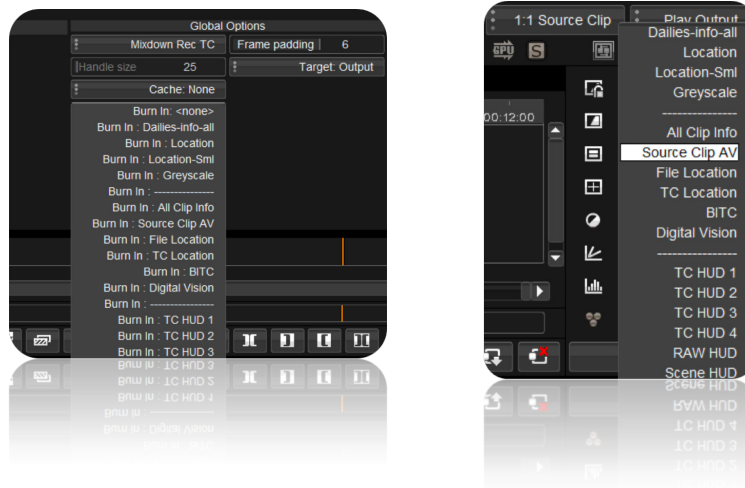 Global Options
Mixdown Rec TC
Frame padding 6
Handle size 25
Target: Output
Cache: None
Burn In: <none>
Burn In : Dailies-info-all
Burn In : Location
Burn In : Location-Sml
Burn In : Greyscale
Burn In : ---------------
Burn In : All Clip Info
Burn In : Source Clip AV
Burn In : File Location
Burn In : TC Location
Burn In : BITC
Burn In : Digital Vision
Burn In : ----------------
Burn In : TC HUD 1
Burn In : TC HUD 2
Burn In : TC HUD 3
1:1 Source Clip
Play Output
GPU S
00:12:00
Dailies-info-all
Location
Location-Sml
Greyscale
---------------
All Clip Info
Source Clip AV
File Location
TC Location
BITC
Digital Vision
----------------
TC HUD 1
TC HUD 2
TC HUD 3
TC HUD 4
RAW HUD
Scene HUD